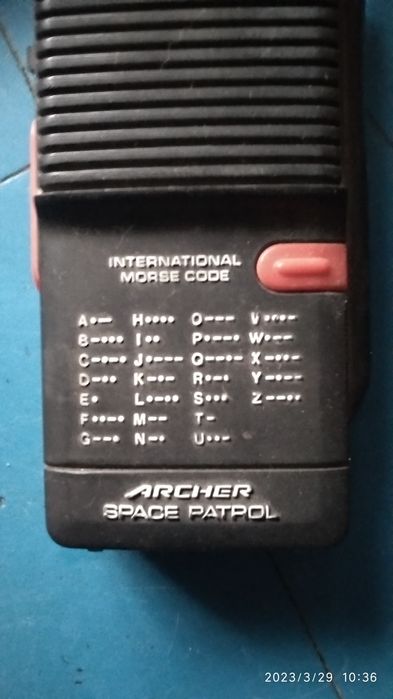 INTERNATIONAL
MORSE CODE
A•– H•••• O––– V•••–
B–••• I•• P•––• W•––
C–•–• J•––– Q––•– X–••–
D–•• K–•– R•–• Y–•––
E• L•–•• S••• Z––••
F••–• M–– T–
G––• N–• U••–
ARCHER
SPACE PATROL
2023/3/29 10:36